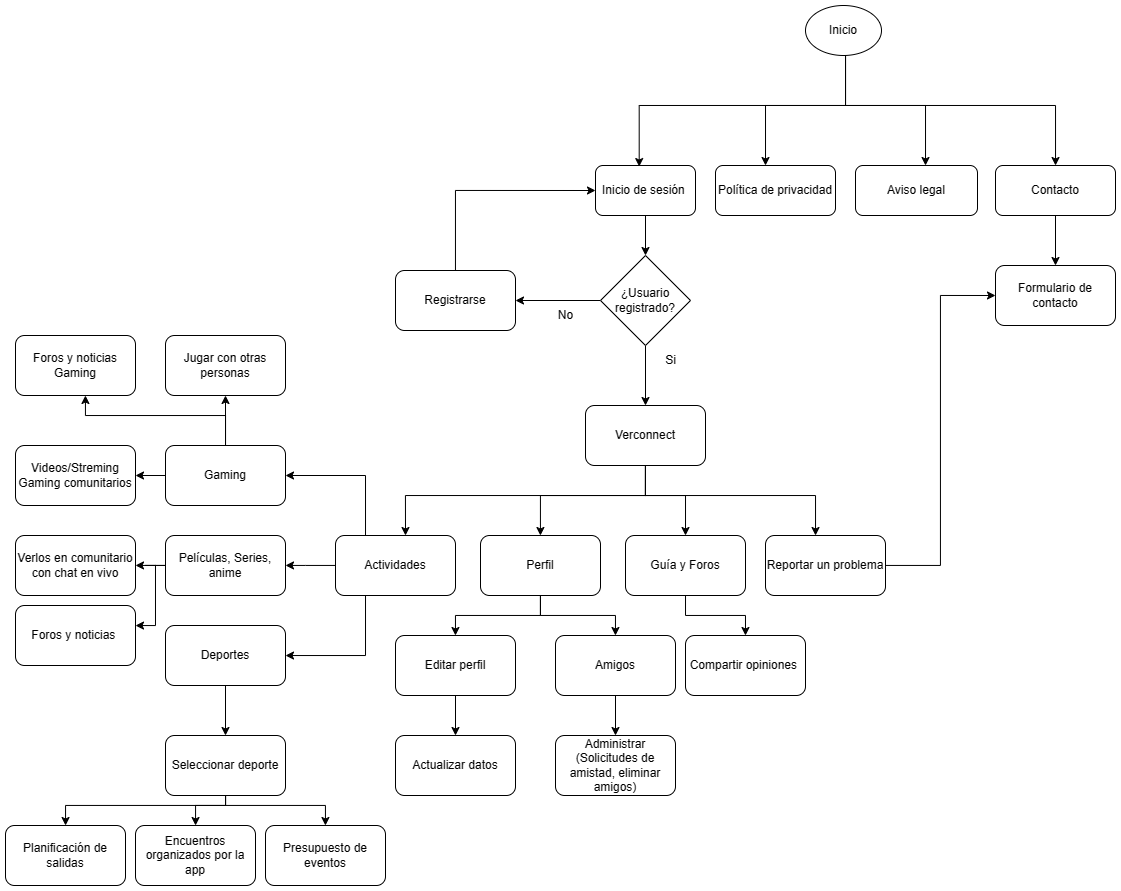 Inicio
Inicio de sesión
Política de privacidad
Aviso legal
Contacto
Registrarse
¿Usuario
registrado?
No
Si
Formulario de
contacto
Foros y noticias
Gaming
Jugar con otras
personas
Verconnect
Videos/Streming
Gaming comunitarios
Gaming
Verlos en comunitario
con chat en vivo
Películas, Series,
anime
Actividades
Perfil
Guía y Foros
Reportar un problema
Foros y noticias
Deportes
Editar perfil
Amigos
Compartir opiniones
Seleccionar deporte
Actualizar datos
Administrar
(Solicitudes de
amistad, eliminar
amigos)
Planificación de
salidas
Encuentros
organizados por la
app
Presupuesto de
eventos